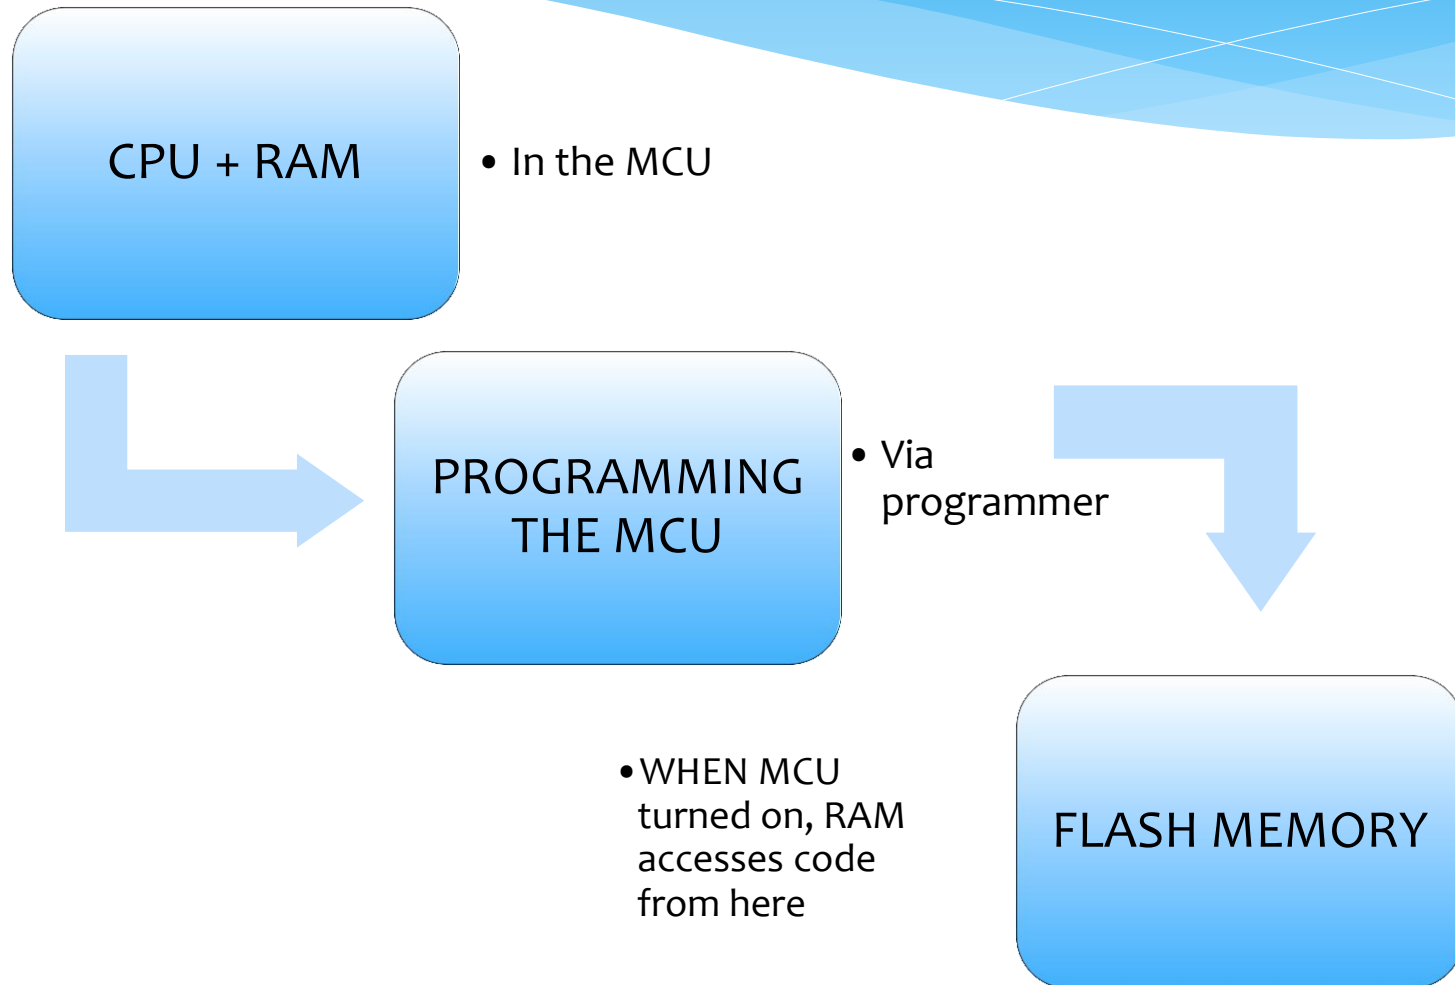 CPU + RAM
• In the MCU
PROGRAMMING
THE MCU
• Via
programmer
•WHEN MCU
turned on, RAM
accesses code
from here
FLASH MEMORY